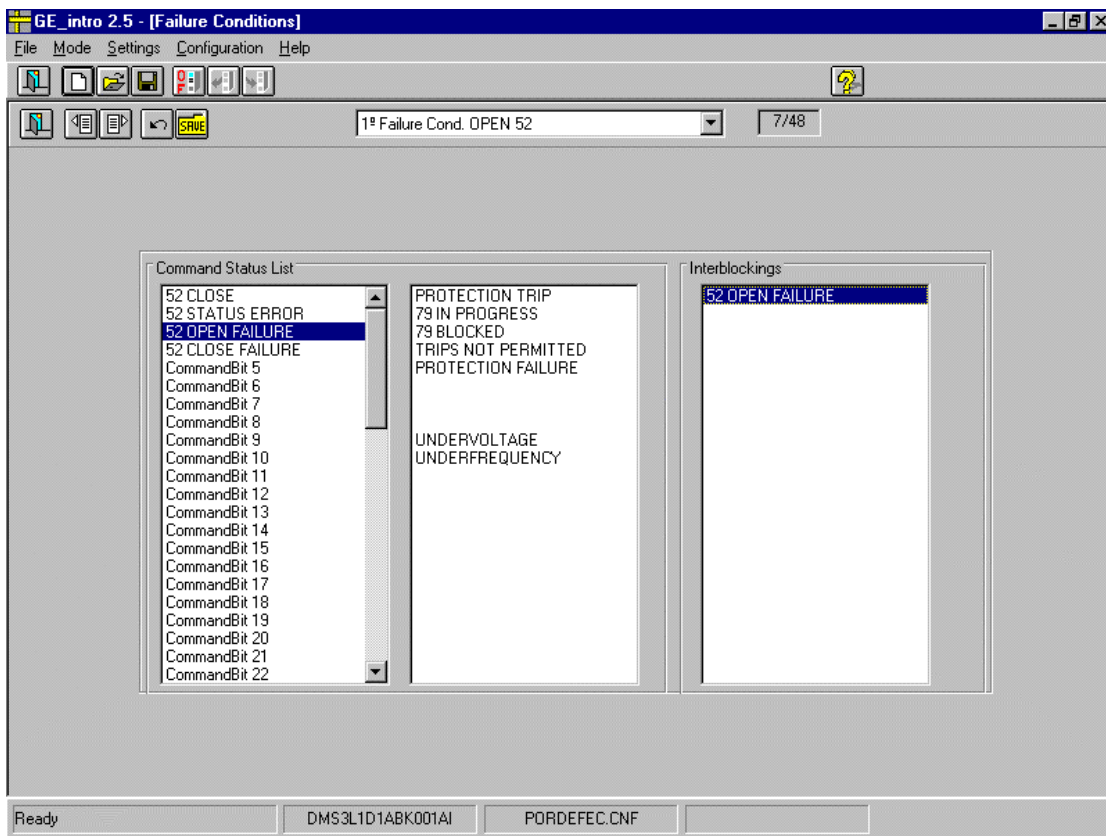 GE_intro 2.5 - [Failure Conditions]
File Mode Settings Configuration Help
O
F
SAVE
1ª Failure Cond. OPEN 52
7/48
Command Status List
52 CLOSE
52 STATUS ERROR
52 OPEN FAILURE
52 CLOSE FAILURE
CommandBit 5
CommandBit 6
CommandBit 7
CommandBit 8
CommandBit 9
CommandBit 10
CommandBit 11
CommandBit 12
CommandBit 13
CommandBit 14
CommandBit 15
CommandBit 16
CommandBit 17
CommandBit 18
CommandBit 19
CommandBit 20
CommandBit 21
CommandBit 22
PROTECTION TRIP
79 IN PROGRESS
79 BLOCKED
TRIPS NOT PERMITTED
PROTECTION FAILURE
UNDERVOLTAGE
UNDERFREQUENCY
Interblockings
52 OPEN FAILURE
Ready
DMS3L1D1ABK001AI
PORDEFEC.CNF